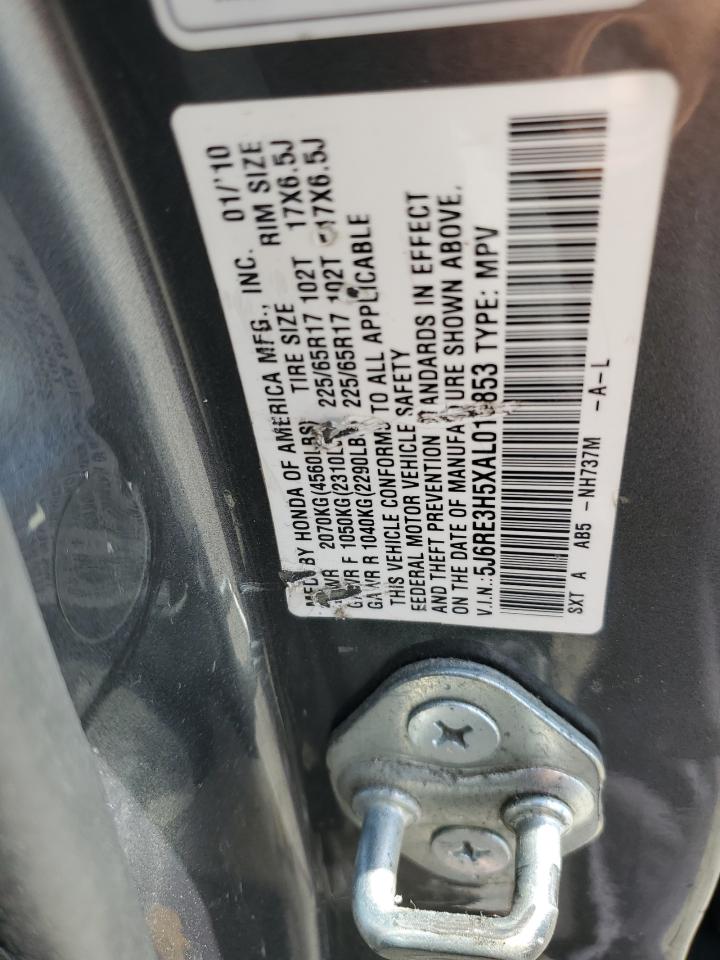 MFD BY HONDA OF AMERICA MFG., INC. 01/'10
GVWR 2070KG(4560LBS) TIRE SIZE RIM SIZE
GAWR F 1050KG(2310LBS) 225/65R17 102T 17X6.5J
GAWR R 1040KG(2290LBS) 225/65R17 102T 17X6.5J
THIS VEHICLE CONFORMS TO ALL APPLICABLE
FEDERAL MOTOR VEHICLE SAFETY
AND THEFT PREVENTION STANDARDS IN EFFECT
ON THE DATE OF MANUFACTURE SHOWN ABOVE.
V.I.N.: TYPE: MPV
SXT A AB5 -NH737M -A-L